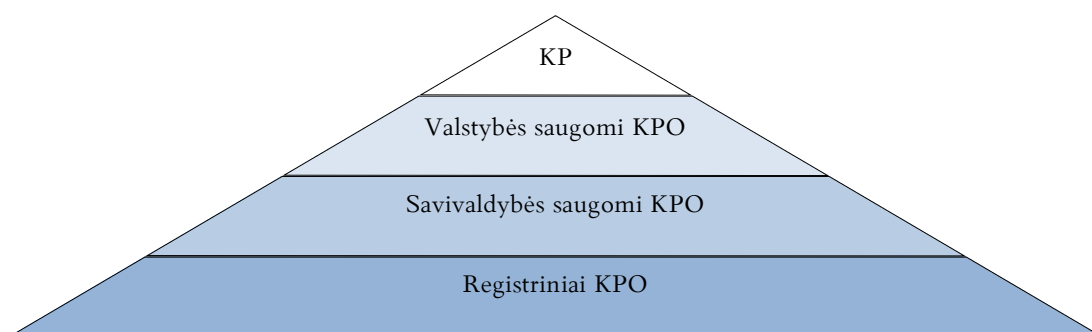 KP
Valstybės saugomi KPO
Savivaldybės saugomi KPO
Registriniai KPO